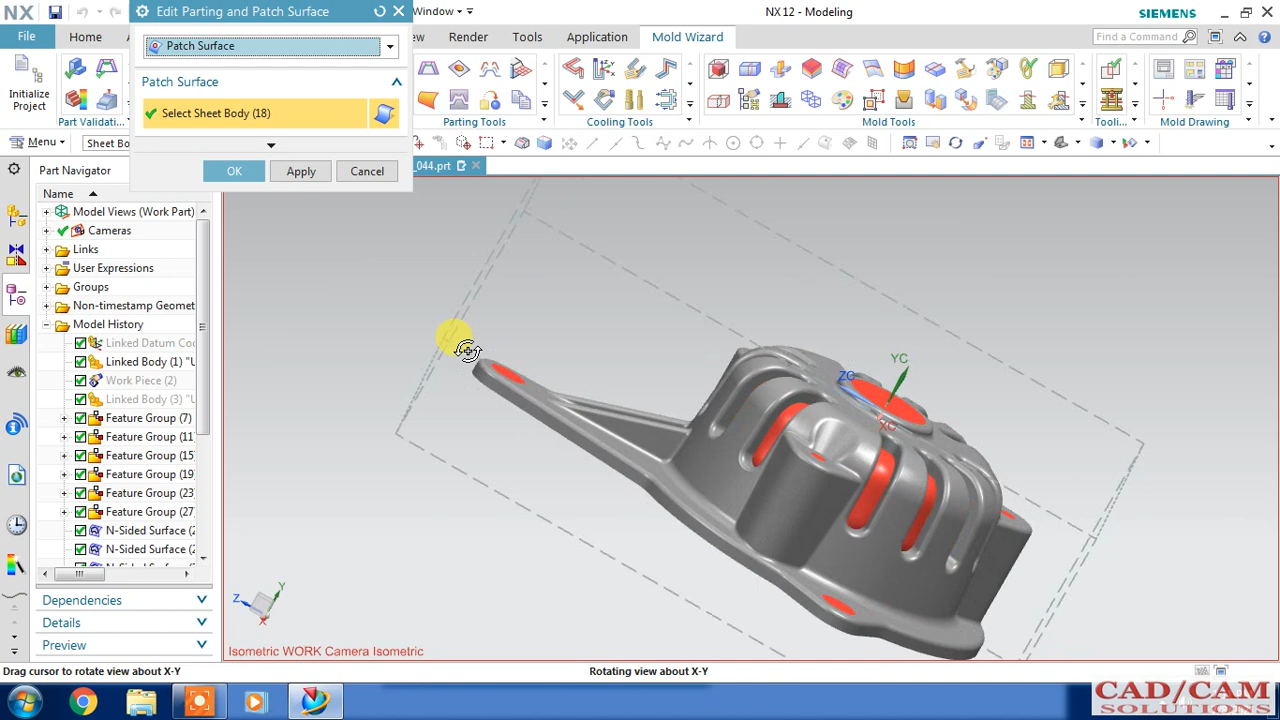 NX
Edit Parting and Patch Surface
Window
NX 12 - Modeling
SIEMENS
File
Home
Render
Tools
Application
Mold Wizard
Find a Command
Patch Surface
Patch Surface
Select Sheet Body (18)
Initialize
Project
Part Validati..
Parting Tools
Cooling Tools
Mold Tools
Tooli...
Mold Drawing
Menu
Sheet Bo
OK
Apply
Cancel
_044.prt
Part Navigator
Name
Model Views (Work Part)
Cameras
Links
User Expressions
Groups
Non-timestamp Geomet
Model History
Linked Datum Coo
Linked Body (1) "U
Work Piece (2)
Linked Body (3) "L
Feature Group (7)
Feature Group (11
Feature Group (15
Feature Group (19
Feature Group (23
Feature Group (27
N-Sided Surface (2
N-Sided Surface (
YC
ZC
XC
Dependencies
Details
Preview
Y
Z
X
Isometric WORK Camera Isometric
Drag cursor to rotate view about X-Y
Rotating view about X-Y
CAD/CAM
SOLUTIONS